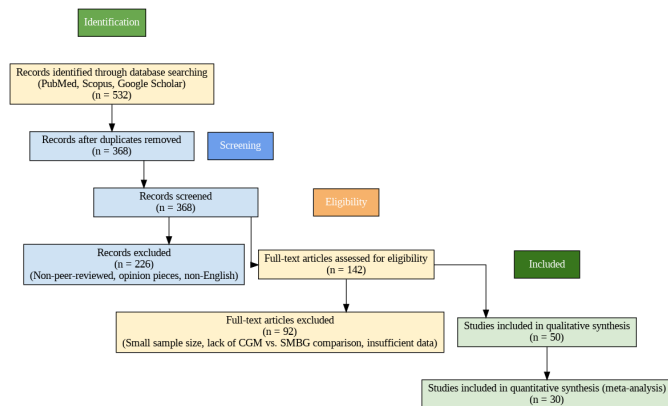 Identification
Records identified through database searching
(PubMed, Scopus, Google Scholar)
(n = 532)
Records after duplicates removed
(n = 368)
Screening
Records screened
(n = 368)
Eligibility
Records excluded
(n = 226)
(Non-peer-reviewed, opinion pieces, non-English)
Full-text articles assessed for eligibility
(n = 142)
Included
Full-text articles excluded
(n = 92)
(Small sample size, lack of CGM vs. SMBG comparison, insufficient data)
Studies included in qualitative synthesis
(n = 50)
Studies included in quantitative synthesis (meta-analysis)
(n = 30)